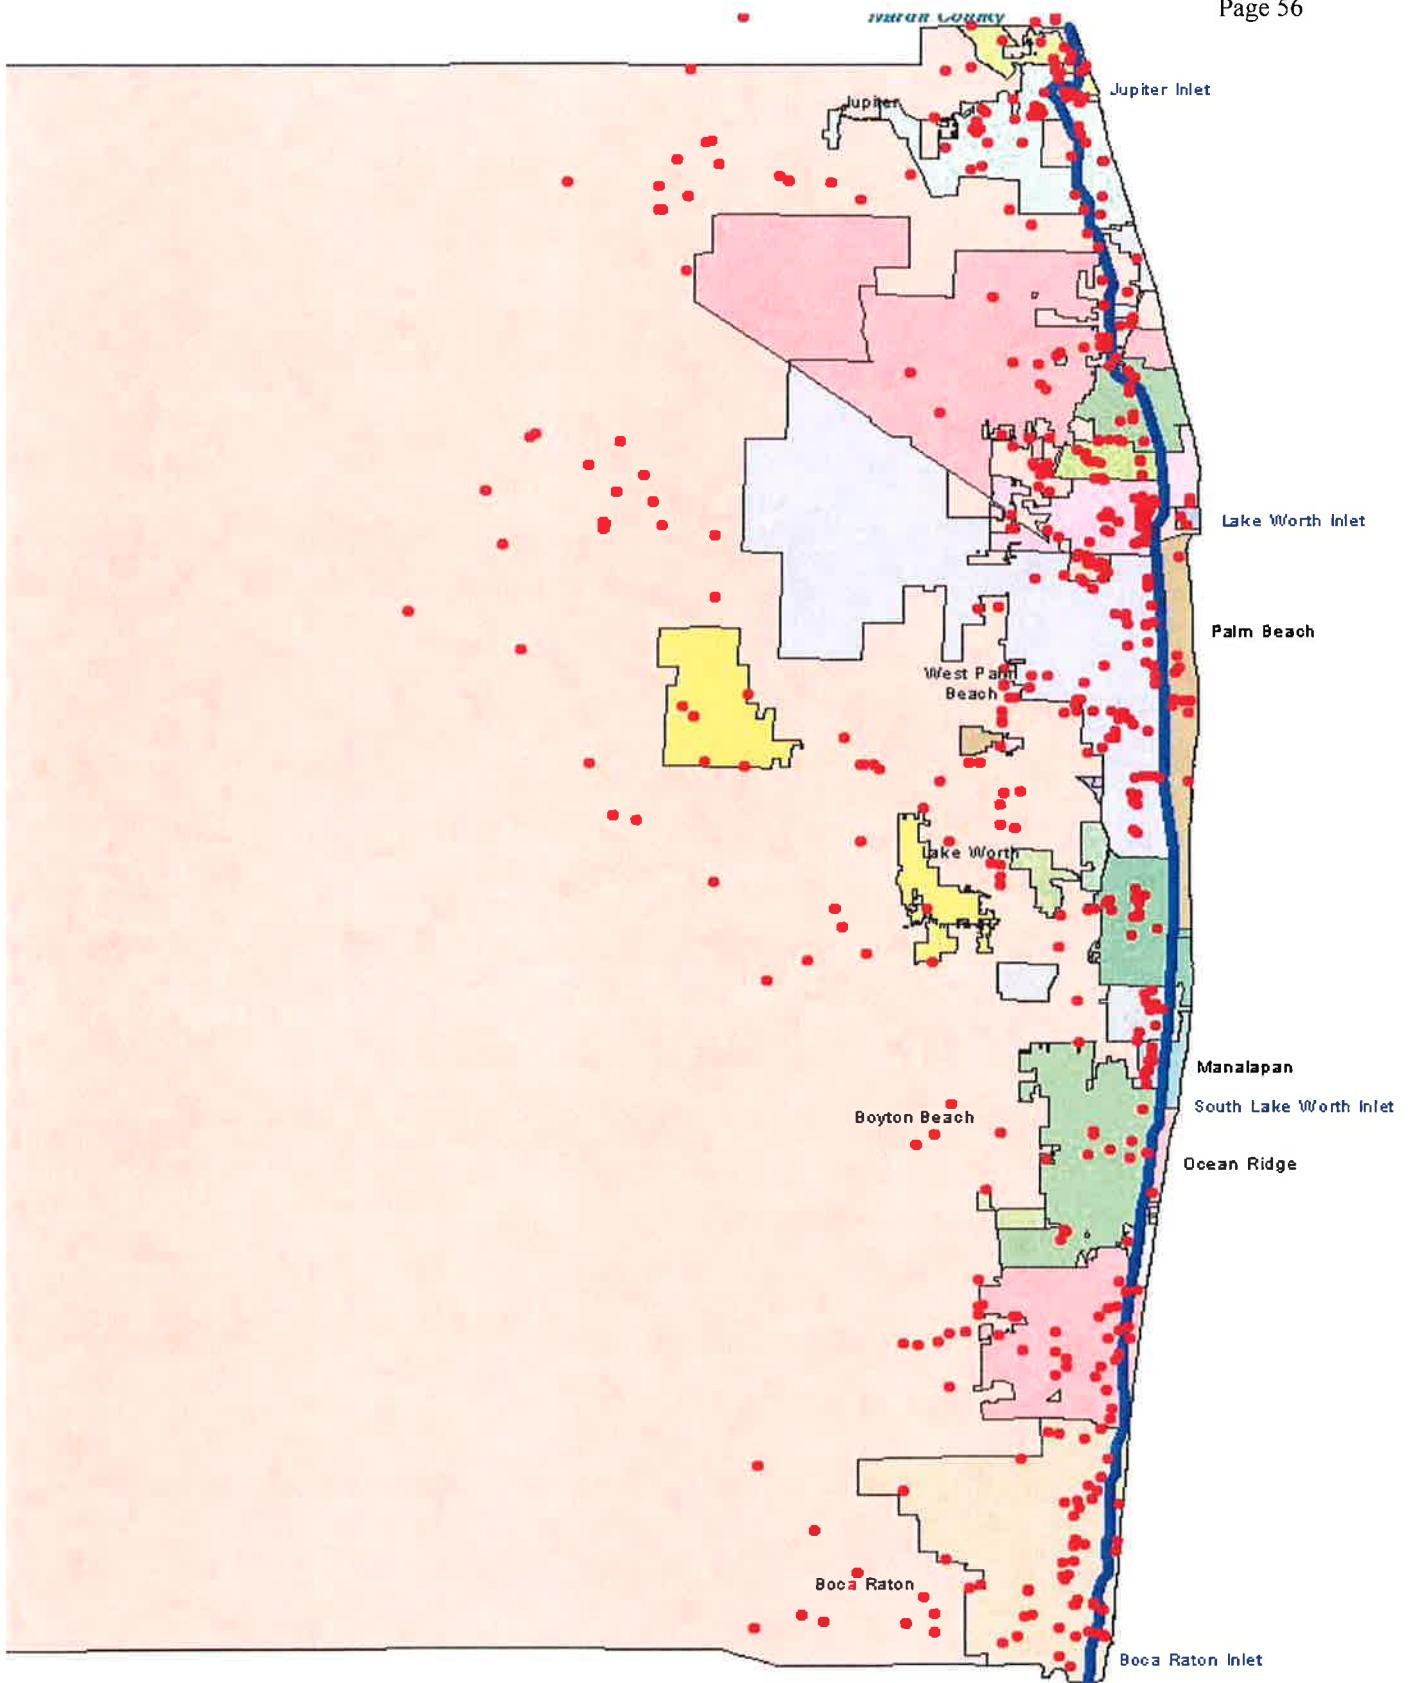 Page 56
County
Jupiter Inlet
Jupiter
Lake Worth Inlet
Palm Beach
West Palm
Beach
Lake Worth
Manalapan
South Lake Worth Inlet
Boyton Beach
Ocean Ridge
Boca Raton
Boca Raton Inlet